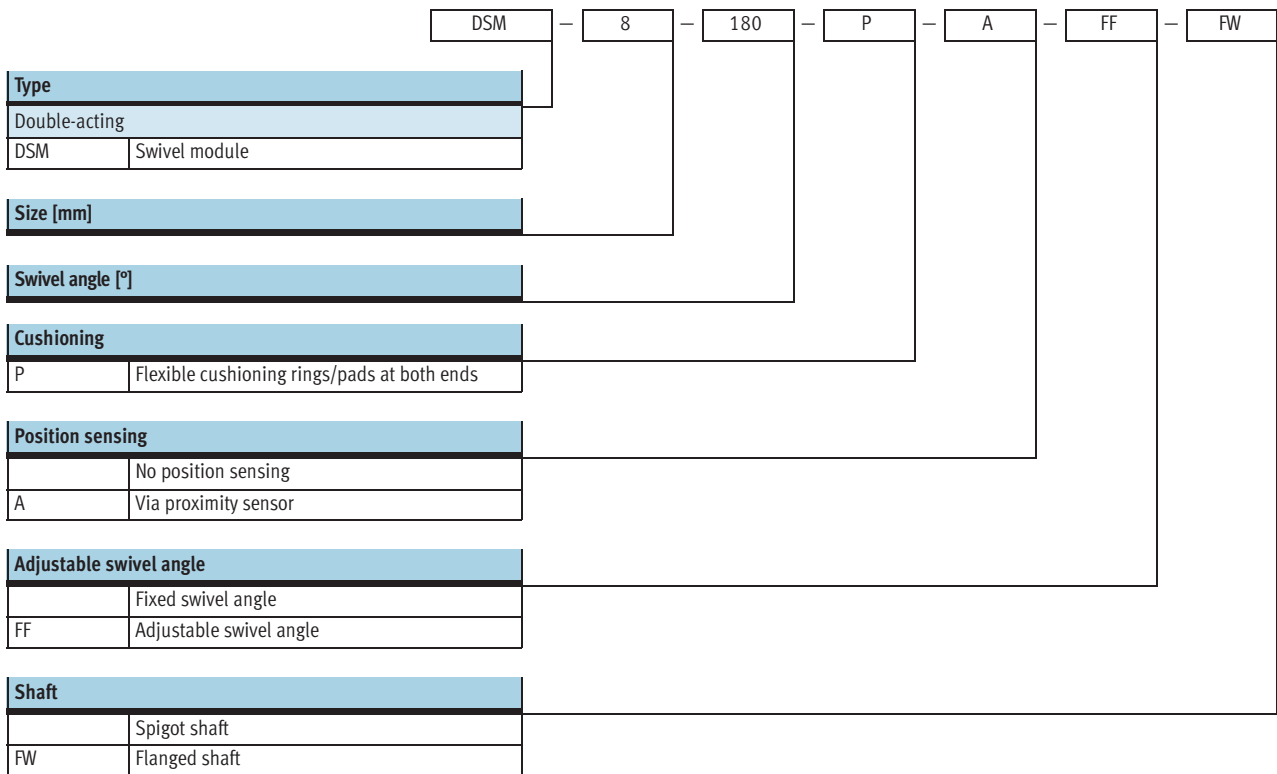 DSM – 8 – 180 – P – A – FF – FW
Type
Double-acting
DSM Swivel module
Size [mm]
Swivel angle [°]
Cushioning
P Flexible cushioning rings/pads at both ends
Position sensing
No position sensing
A Via proximity sensor
Adjustable swivel angle
Fixed swivel angle
FF Adjustable swivel angle
Shaft
Spigot shaft
FW Flanged shaft